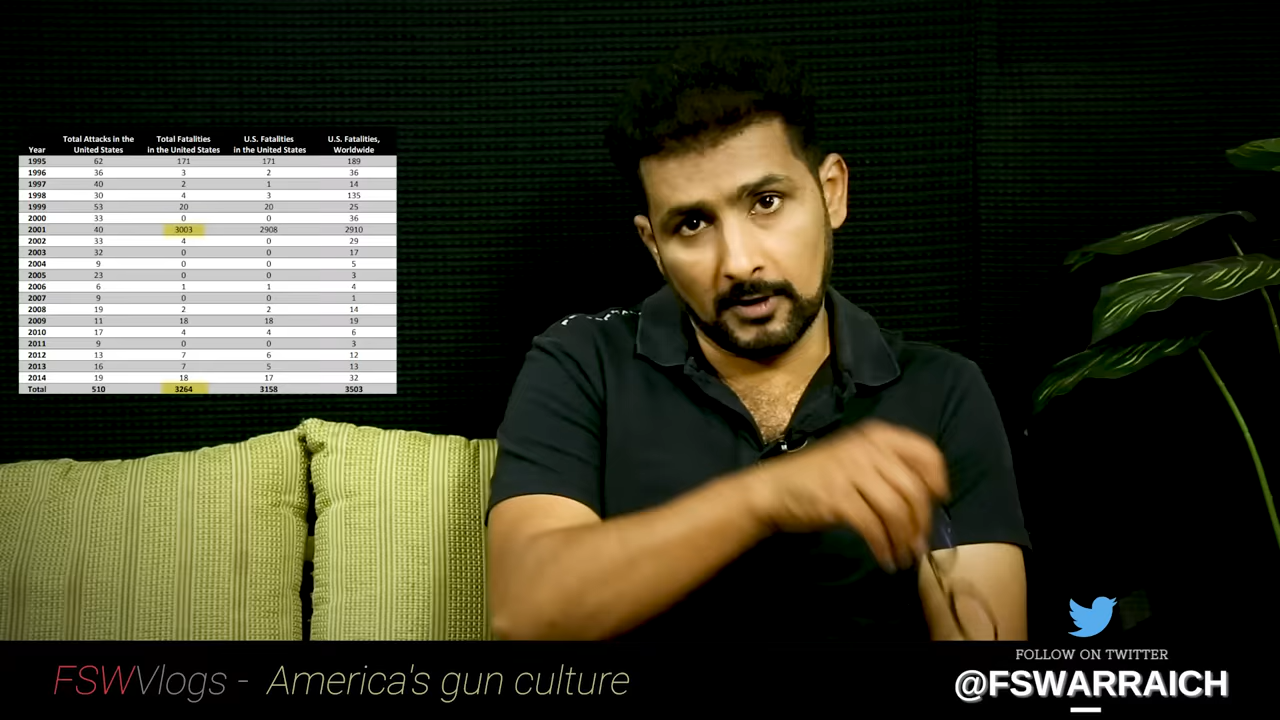 Year Total Attacks in the United States Total Fatalities in the United States U.S. Fatalities in the United States U.S. Fatalities, Worldwide
1995 62 171 171 189
1996 36 3 2 36
1997 40 2 1 14
1998 30 4 3 135
1999 53 20 20 25
2000 33 0 0 36
2001 40 3003 2908 2910
2002 33 4 0 29
2003 32 0 0 17
2004 9 0 0 5
2005 23 0 0 3
2006 6 1 1 4
2007 9 0 0 1
2008 19 2 2 14
2009 11 18 18 19
2010 17 4 4 6
2011 9 0 0 3
2012 13 7 6 12
2013 16 7 5 13
2014 19 18 17 32
Total 510 3264 3158 3503
FSWVlogs - America's gun culture
FOLLOW ON TWITTER
@FSWARRAICH